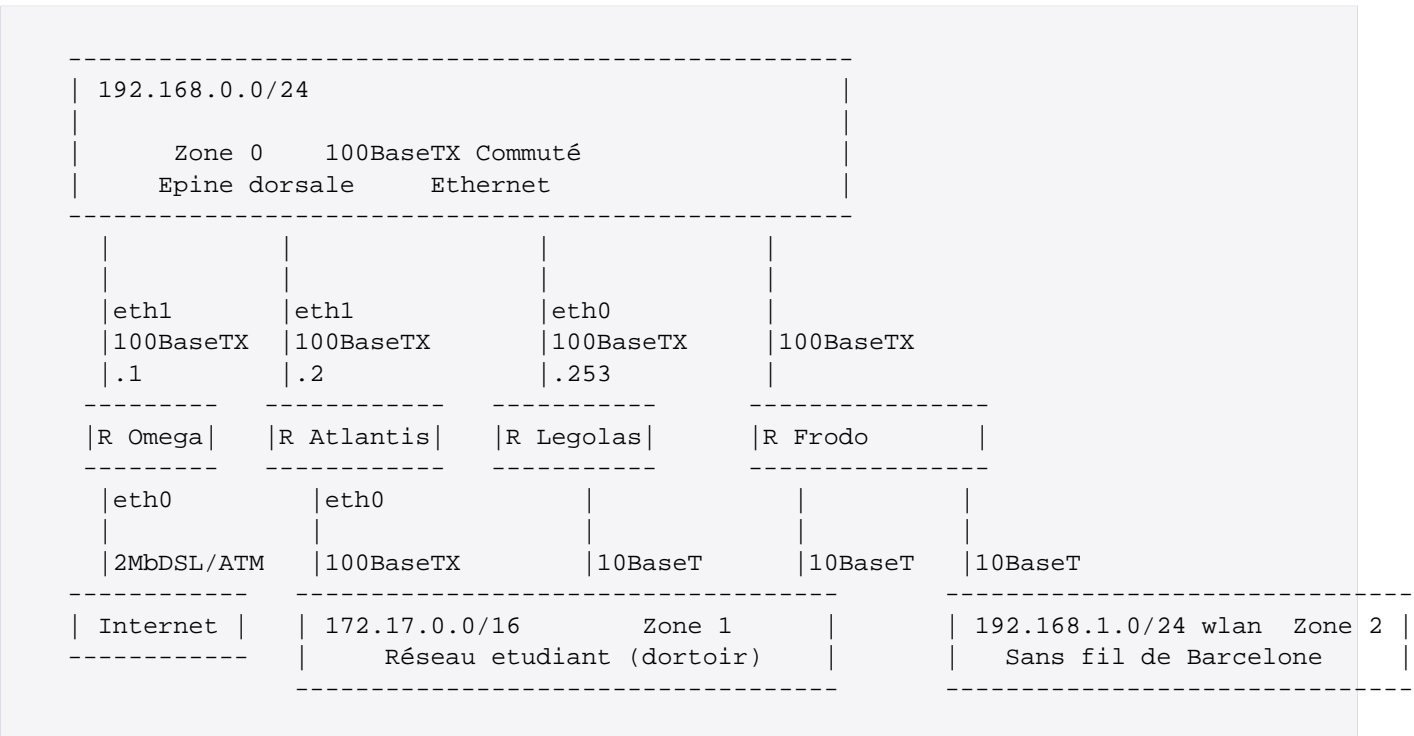 192.168.0.0/24
Zone 0 100BaseTX Commuté
Epine dorsale Ethernet
eth1 eth1 eth0
100BaseTX 100BaseTX 100BaseTX 100BaseTX
.1 .2 .253
R Omega R Atlantis R Legolas R Frodo
eth0 eth0
2MbDSL/ATM 100BaseTX 10BaseT 10BaseT 10BaseT
Internet 172.17.0.0/16 Zone 1 192.168.1.0/24 wlan Zone 2
Réseau etudiant (dortoir) Sans fil de Barcelone